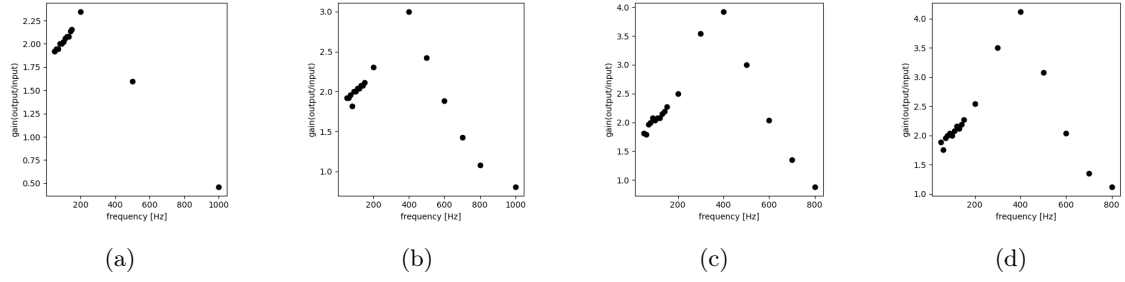 gain(output/input)
2.25
2.00
1.75
1.50
1.25
1.00
0.75
0.50
200 400 600 800 1000
frequency [Hz]
(a)
gain(output/input)
3.0
2.5
2.0
1.5
1.0
200 400 600 800 1000
frequency [Hz]
(b)
gain(output/input)
4.0
3.5
3.0
2.5
2.0
1.5
1.0
200 400 600 800
frequency [Hz]
(c)
gain(output/input)
4.0
3.5
3.0
2.5
2.0
1.5
1.0
200 400 600 800
frequency [Hz]
(d)